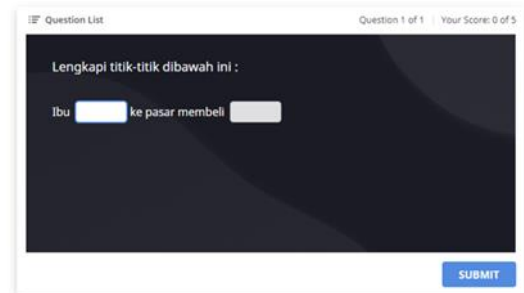 Question List
Question 1 of 1 | Your Score: 0 of 5
Lengkapi titik-titik dibawah ini :
Ibu ke pasar membeli
SUBMIT